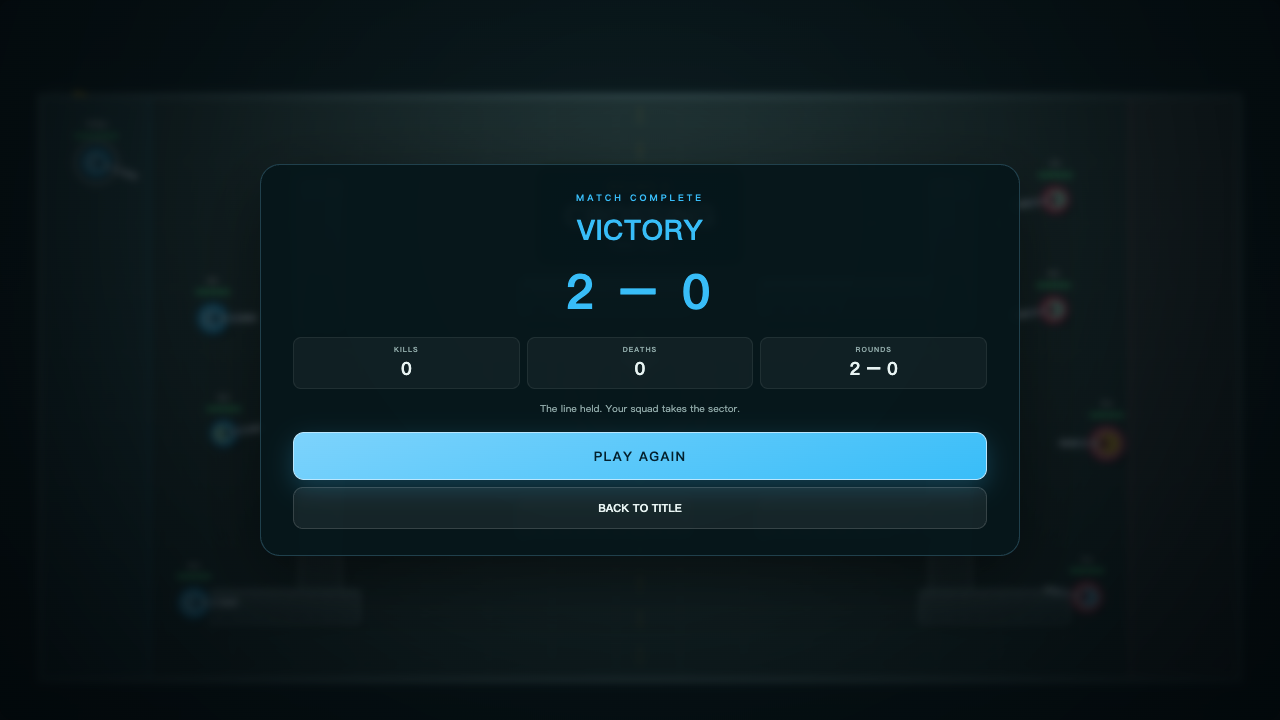 MATCH COMPLETE
VICTORY
2 — 0
KILLS
0
DEATHS
0
ROUNDS
2 — 0
The line held. Your squad takes the sector.
PLAY AGAIN
BACK TO TITLE